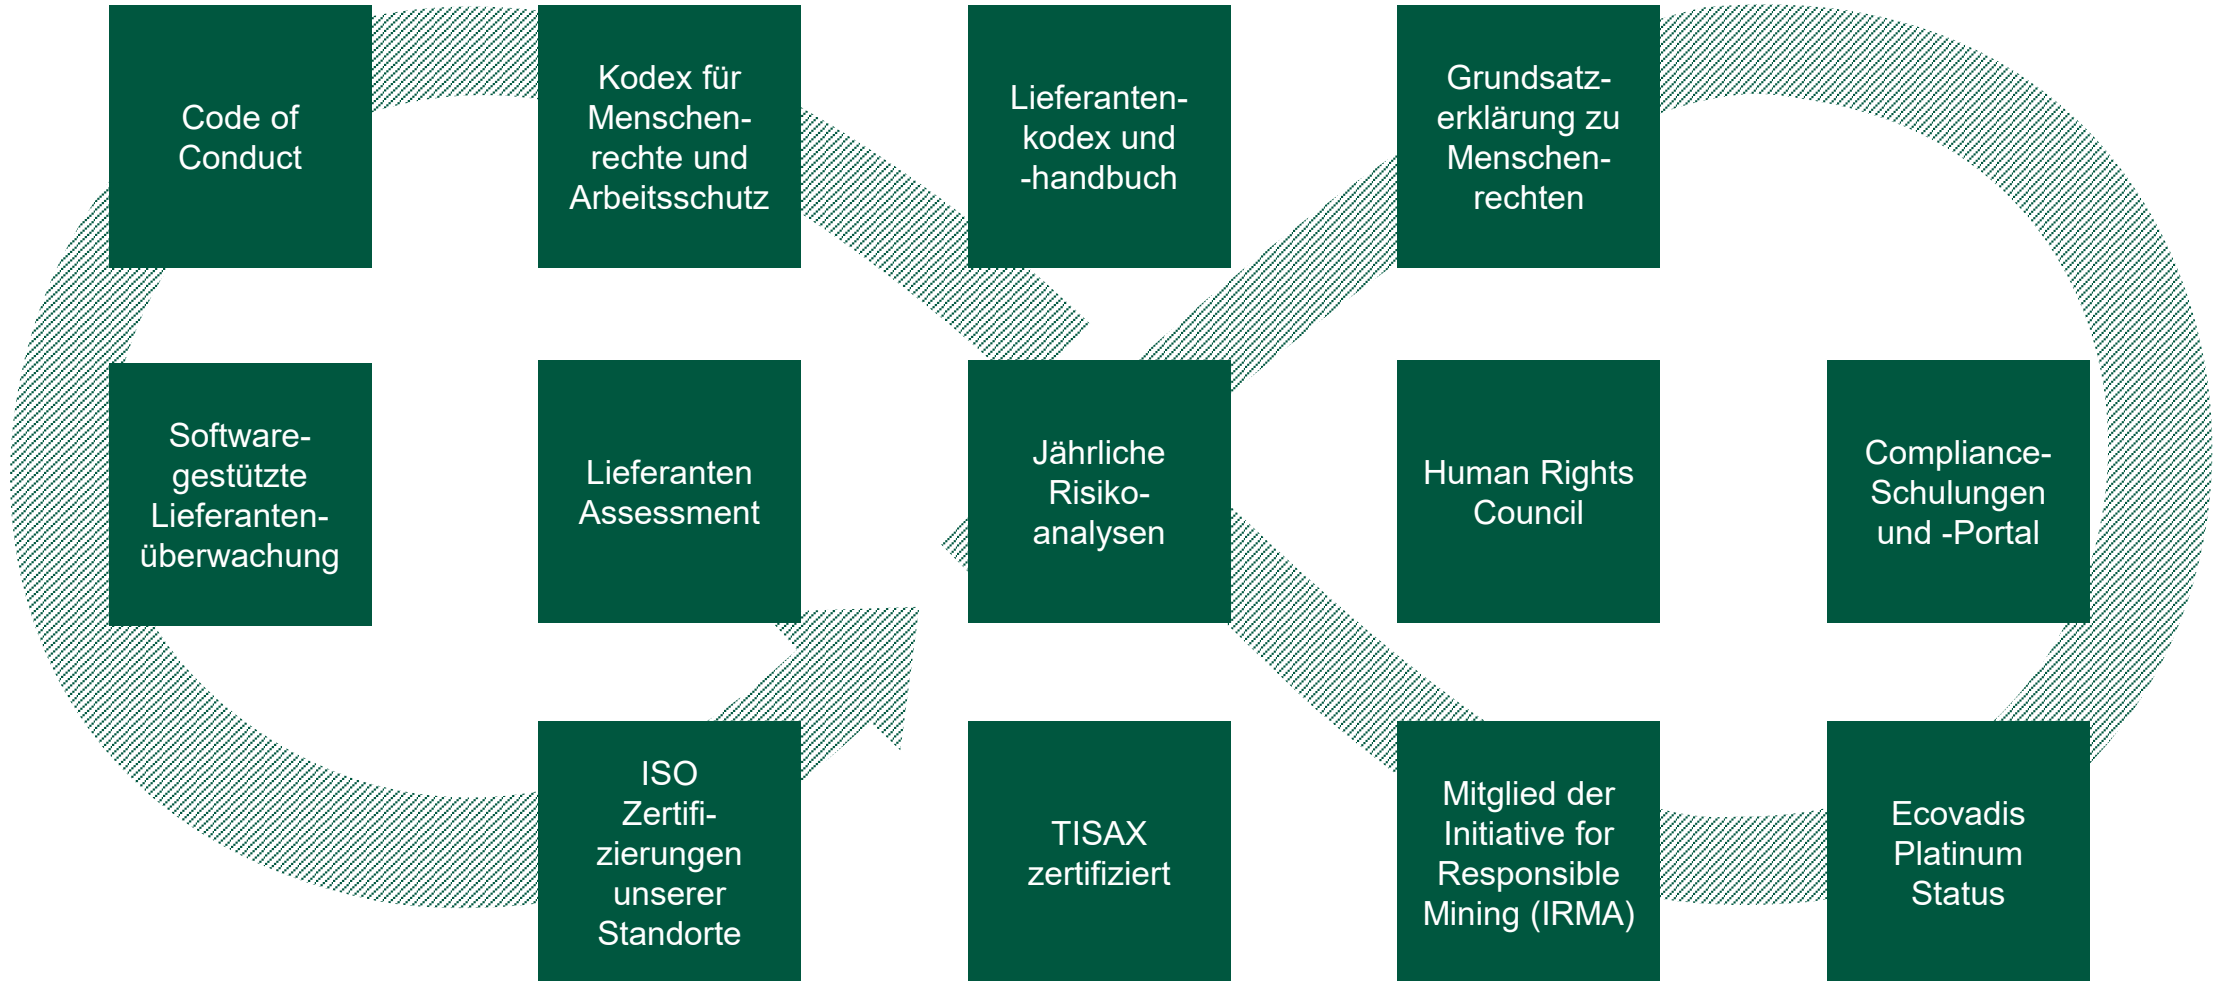 Code of
Conduct
Kodex für
Menschen-
rechte und
Arbeitsschutz
Lieferanten-
kodex und
-handbuch
Grundsatz-
erklärung zu
Menschen-
rechten
Software-
gestützte
Lieferanten-
überwachung
Lieferanten
Assessment
Jährliche
Risiko-
analysen
Human Rights
Council
Compliance-
Schulungen
und -Portal
ISO
Zertifi-
zierungen
unserer
Standorte
TISAX
zertifiziert
Mitglied der
Initiative for
Responsible
Mining (IRMA)
Ecovadis
Platinum
Status